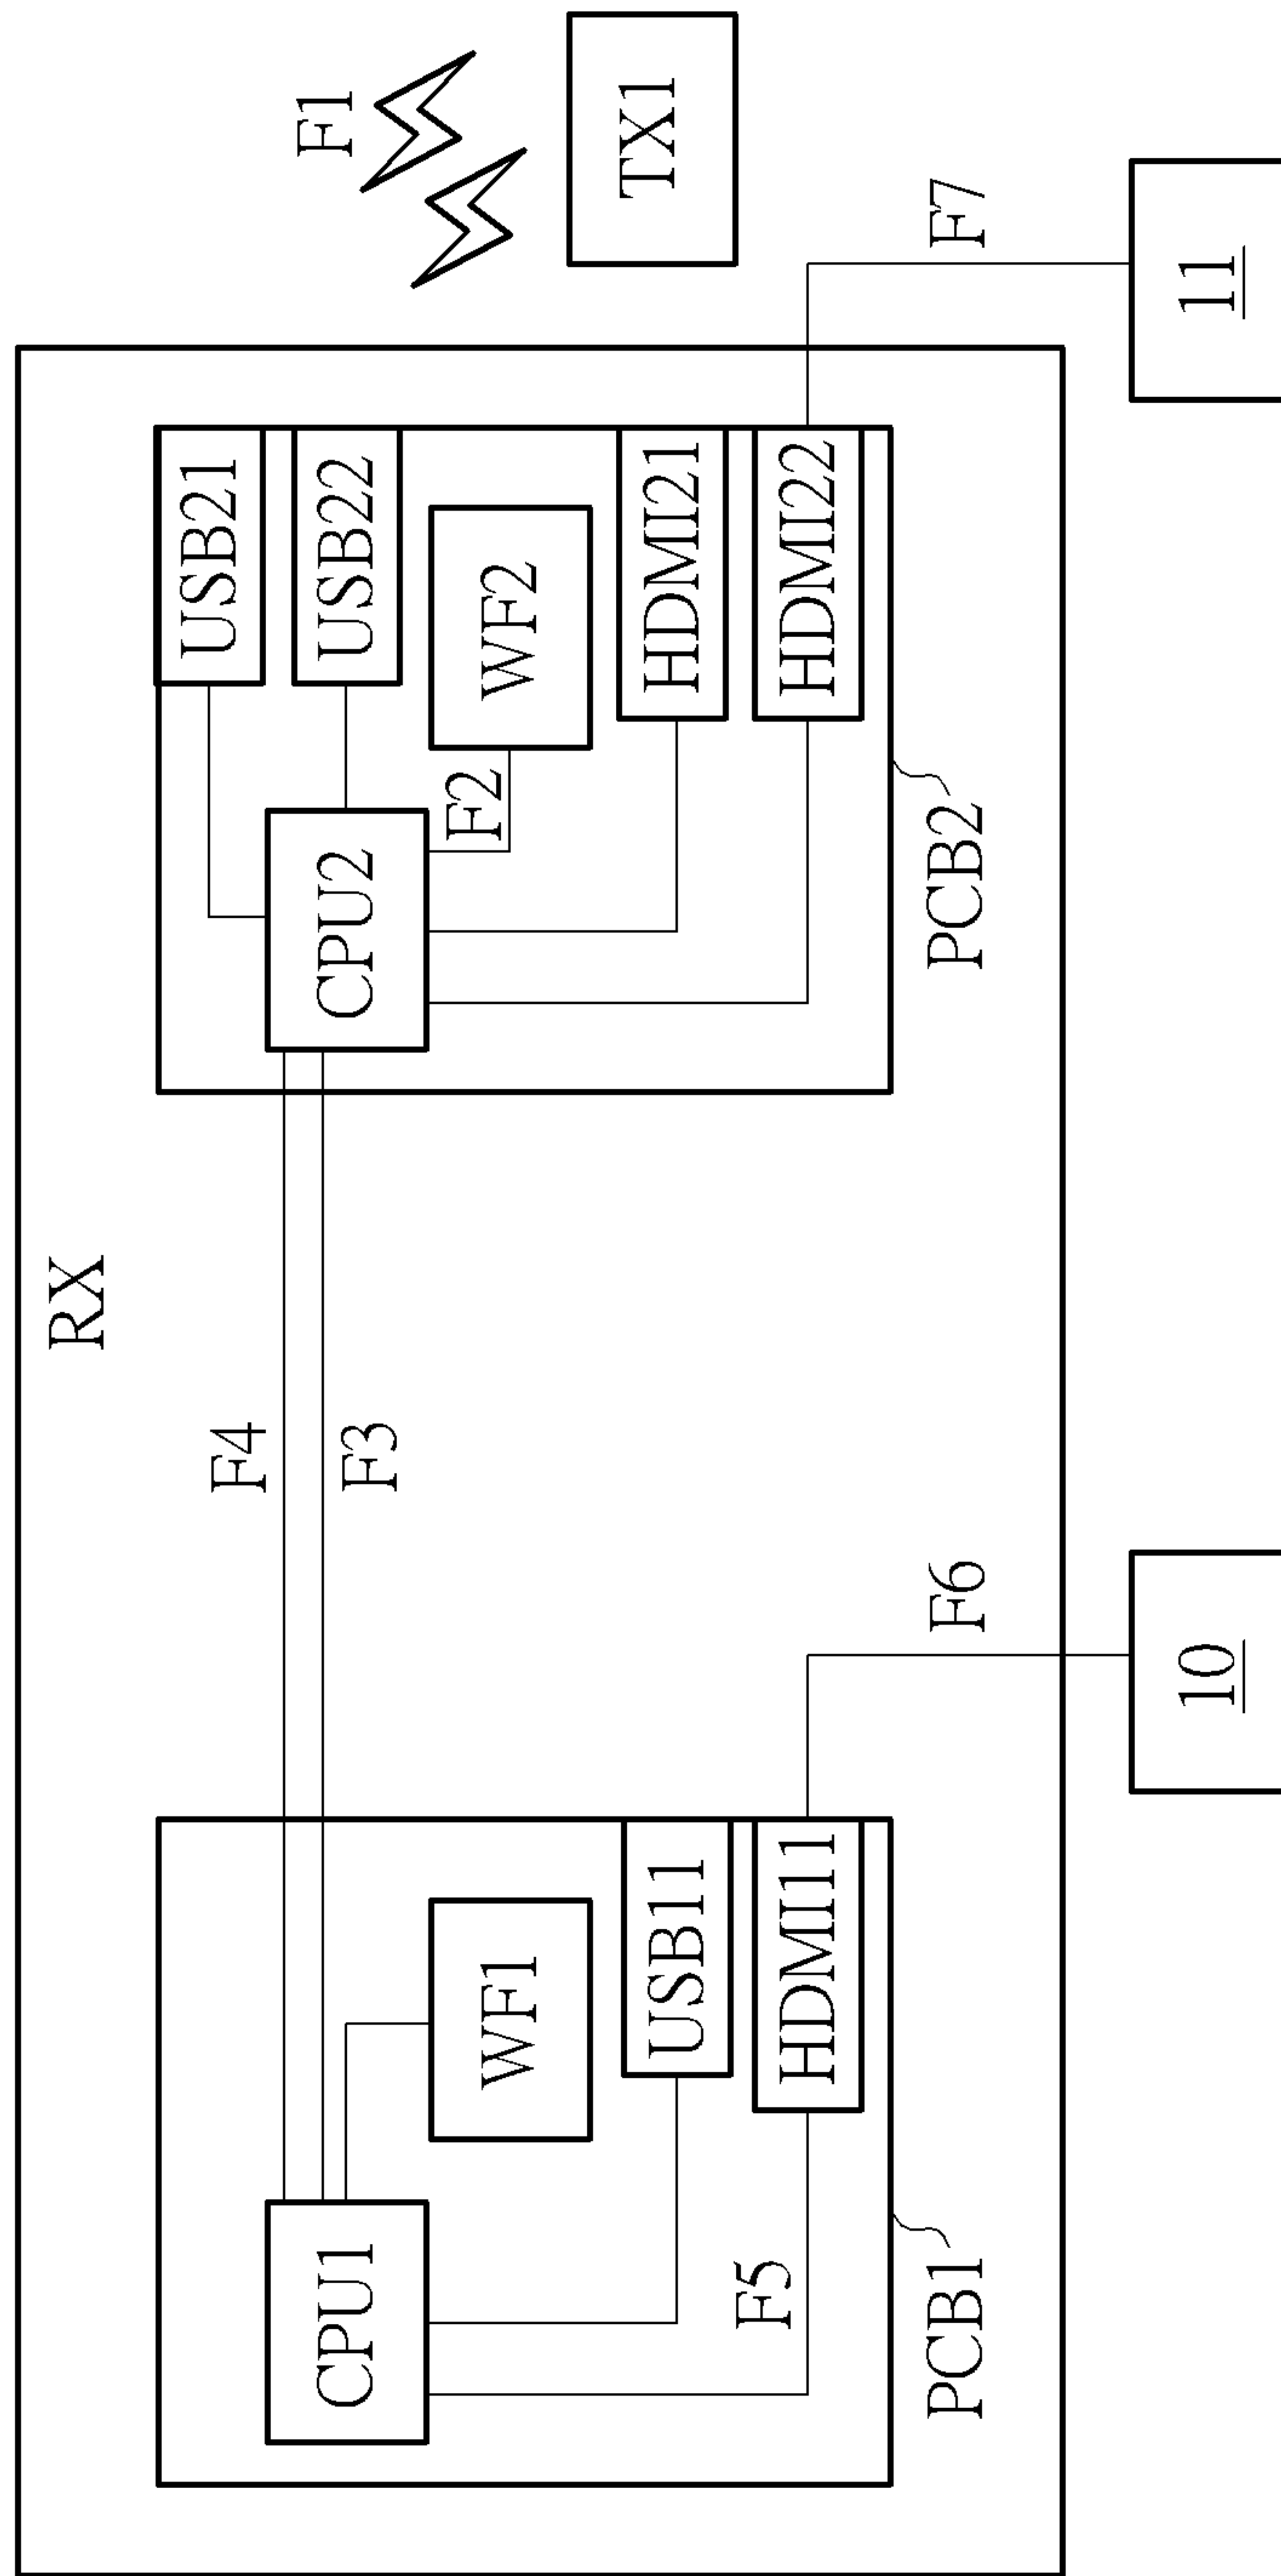 RX
F4
F3
CPU1
WF1
USB11
HDMI11
F5
F6
PCB1
10
CPU2
USB21
USB22
WF2
F2
HDMI21
HDMI22
PCB2
F1
TX1
F7
11